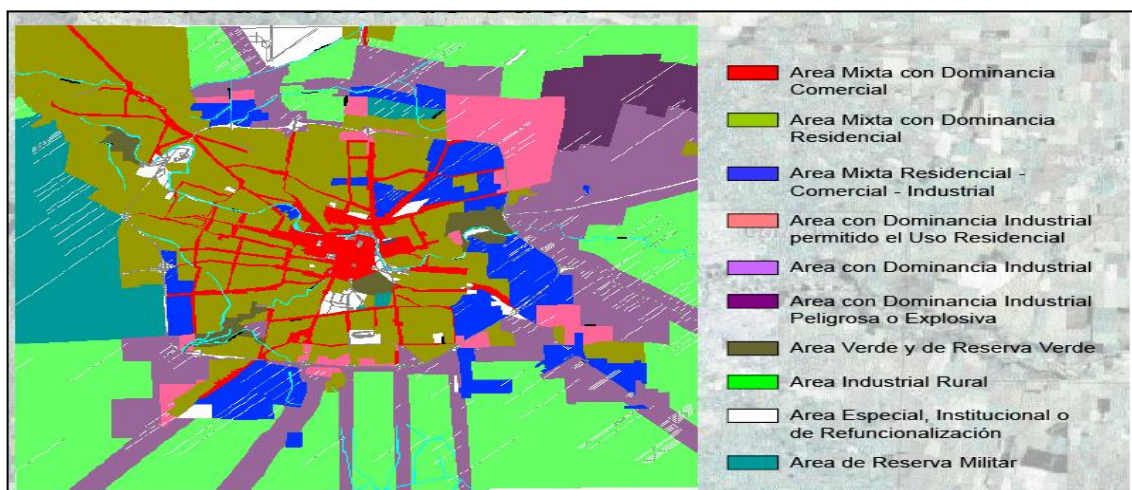 Area Mixta con Dominancia
Comercial
Area Mixta con Dominancia
Residencial
Area Mixta Residencial -
Comercial - Industrial
Area con Dominancia Industrial
permitido el Uso Residencial
Area con Dominancia Industrial
Area con Dominancia Industrial
Peligrosa o Explosiva
Area Verde y de Reserva Verde
Area Industrial Rural
Area Especial, Institucional o
de Refuncionalización
Area de Reserva Militar